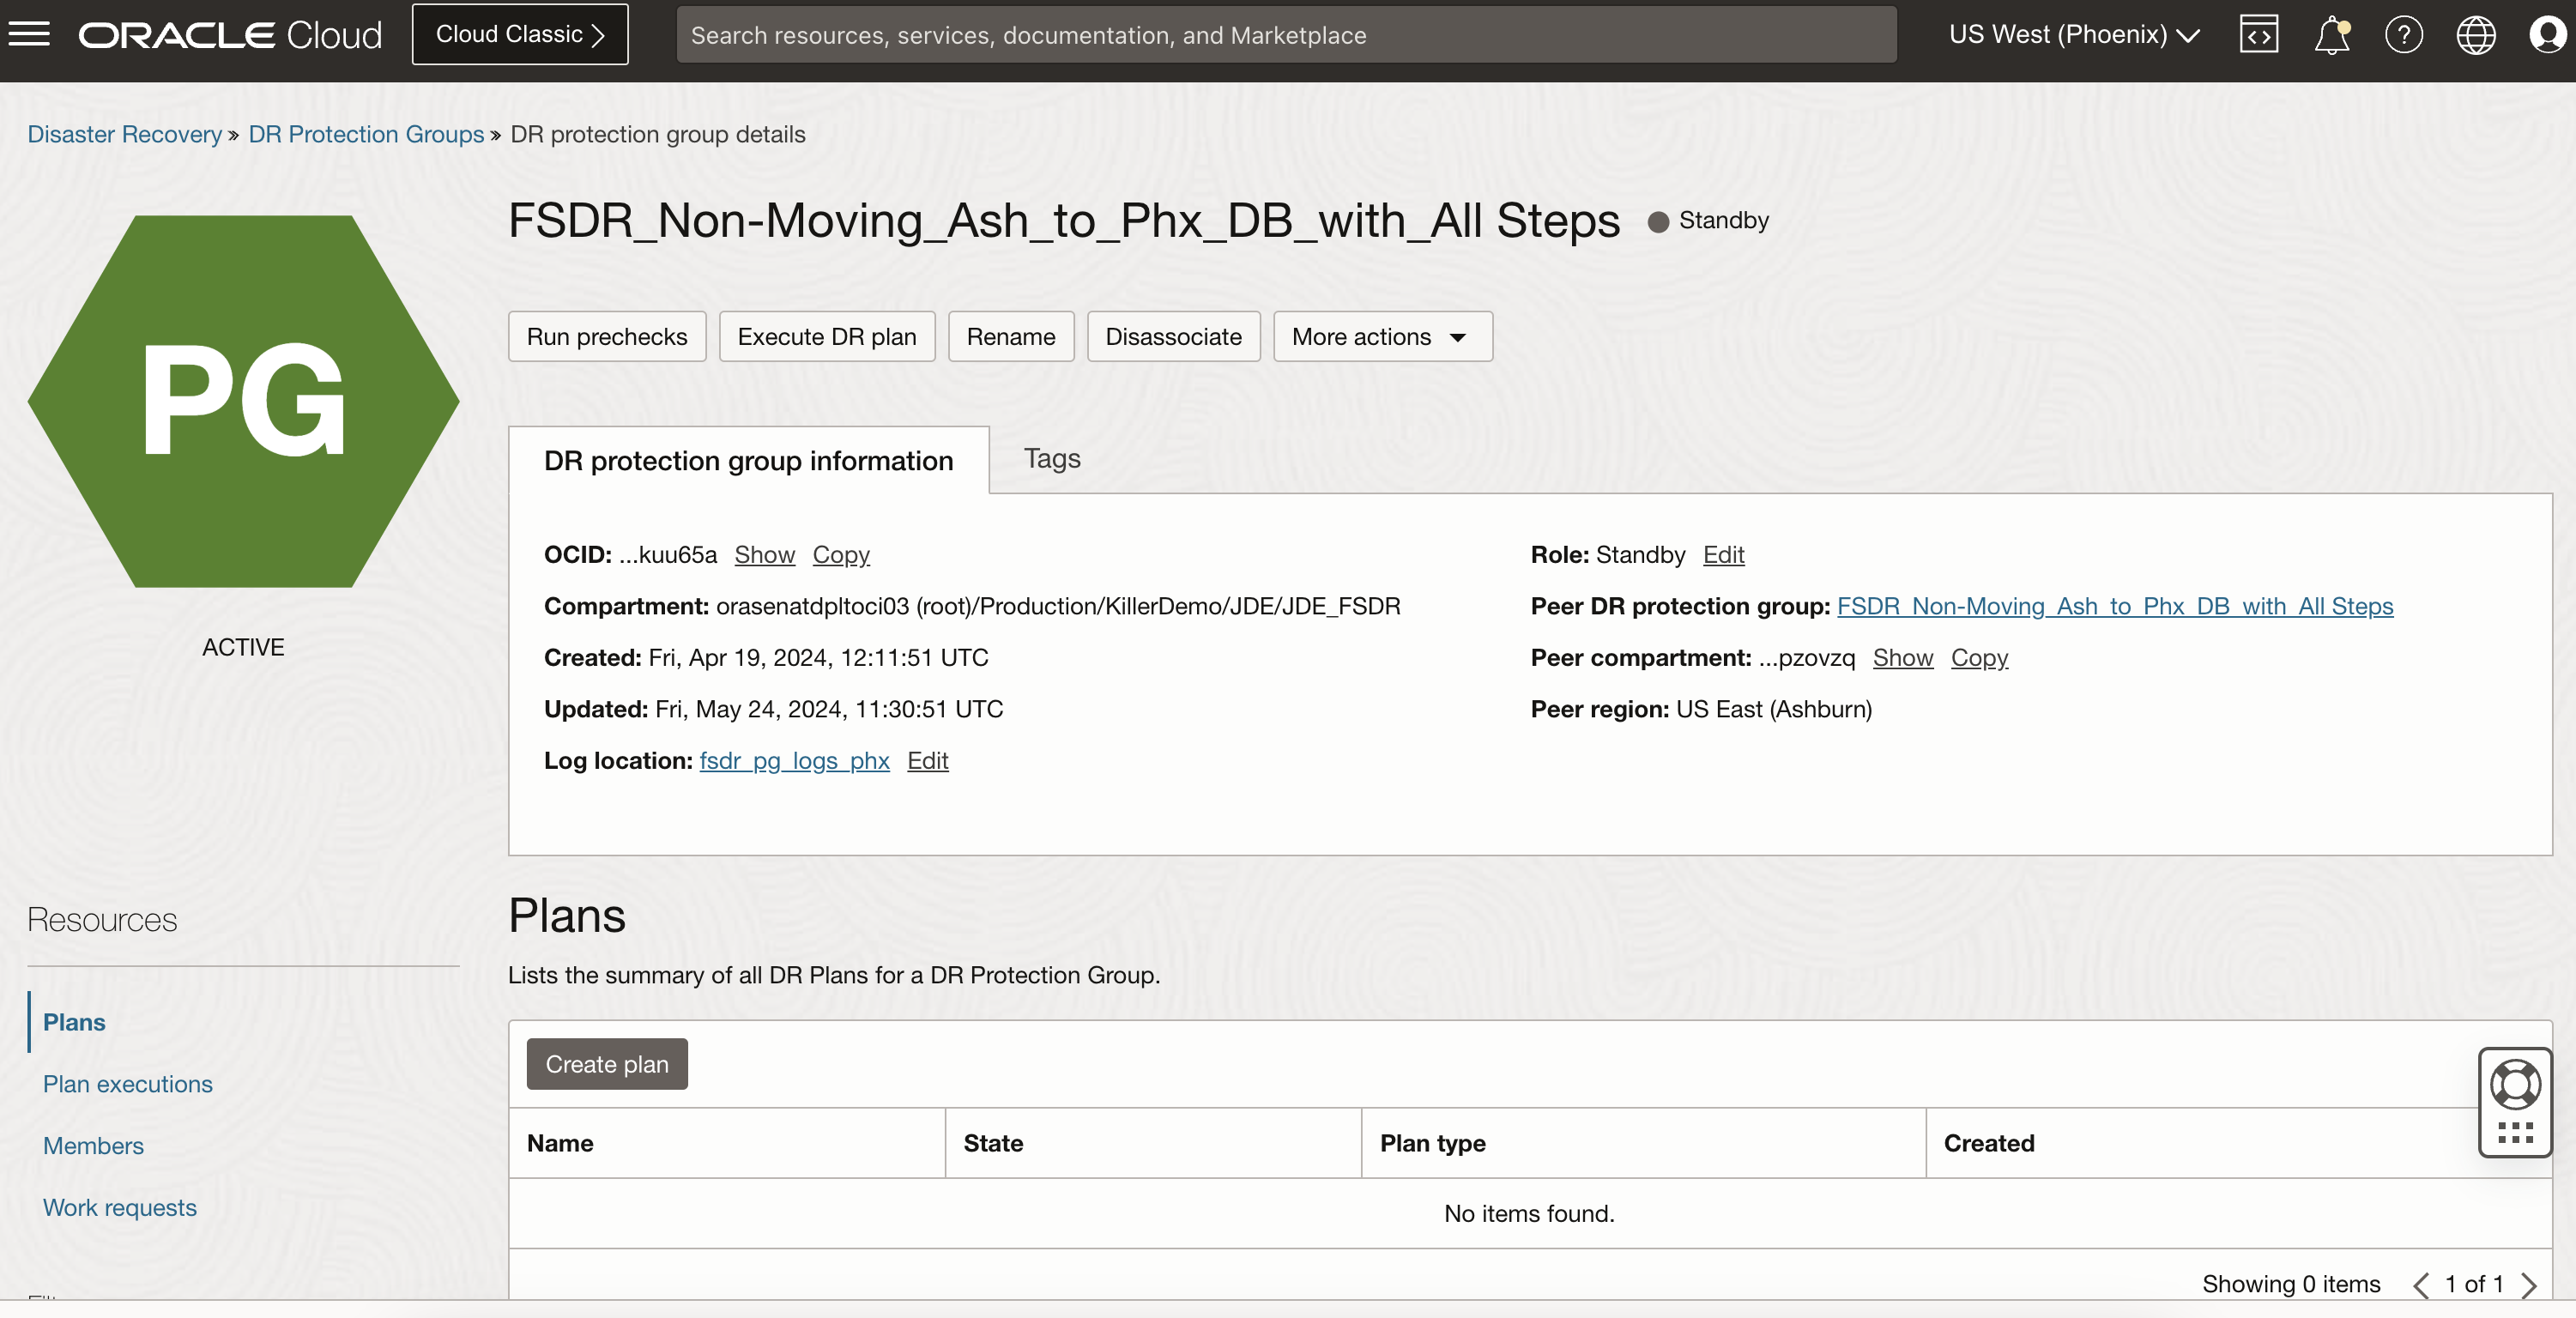 ORACLE Cloud
Cloud Classic
Search resources, services, documentation, and Marketplace
US West (Phoenix)
Disaster Recovery » DR Protection Groups » DR protection group details
PG
ACTIVE
FSDR_Non-Moving_Ash_to_Phx_DB_with_All Steps
Standby
Run prechecks
Execute DR plan
Rename
Disassociate
More actions
DR protection group information
Tags
OCID: ...kuu65a Show Copy
Compartment: orasenatdpltoci03 (root)/Production/KillerDemo/JDE/JDE_FSDR
Created: Fri, Apr 19, 2024, 12:11:51 UTC
Updated: Fri, May 24, 2024, 11:30:51 UTC
Log location: fsdr_pg_logs_phx Edit
Role: Standby Edit
Peer DR protection group: FSDR_Non-Moving_Ash_to_Phx_DB_with_All Steps
Peer compartment: ...pzovzq Show Copy
Peer region: US East (Ashburn)
Resources
Plans
Plan executions
Members
Work requests
Plans
Lists the summary of all DR Plans for a DR Protection Group.
Create plan
Name
State
Plan type
Created
No items found.
Showing 0 items
1 of 1